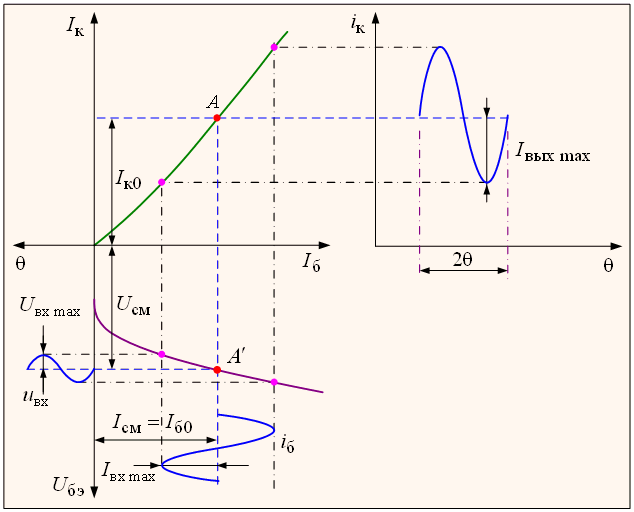 Iк
iк
A
Iвых max
Iк0
θ
Iб
2θ
θ
Uвх max
Uсм
A′
uвх
Iсм = Iб0
iб
Iвх max
Uбэ